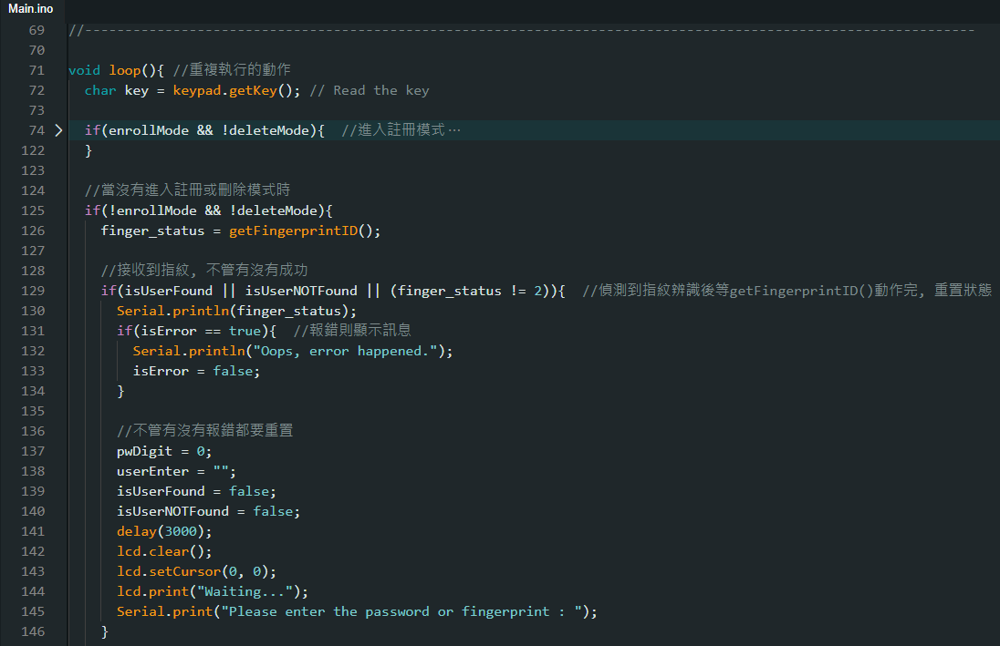 Main.ino
69 //---------------------------------------------------------------------------------------------------------------
70
71 void loop(){ //重複執行的動作
72 char key = keypad.getKey(); // Read the key
73
74 if(enrollMode && !deleteMode){ //進入註冊模式 ···
122 }
123
124 //當沒有進入註冊或刪除模式時
125 if(!enrollMode && !deleteMode){
126 finger_status = getFingerprintID();
127
128 //接收到指紋, 不管有沒有成功
129 if(isUserFound || isUserNOTFound || (finger_status != 2)){ //偵測到指紋辨識後等getFingerprintID()動作完, 重置狀態
130 Serial.println(finger_status);
131 if(isError == true){ //報錯則顯示訊息
132 Serial.println("Oops, error happened.");
133 isError = false;
134 }
135
136 //不管有沒有報錯都要重置
137 pwDigit = 0;
138 userEnter = "";
139 isUserFound = false;
140 isUserNOTFound = false;
141 delay(3000);
142 lcd.clear();
143 lcd.setCursor(0, 0);
144 lcd.print("Waiting...");
145 Serial.print("Please enter the password or fingerprint : ");
146 }